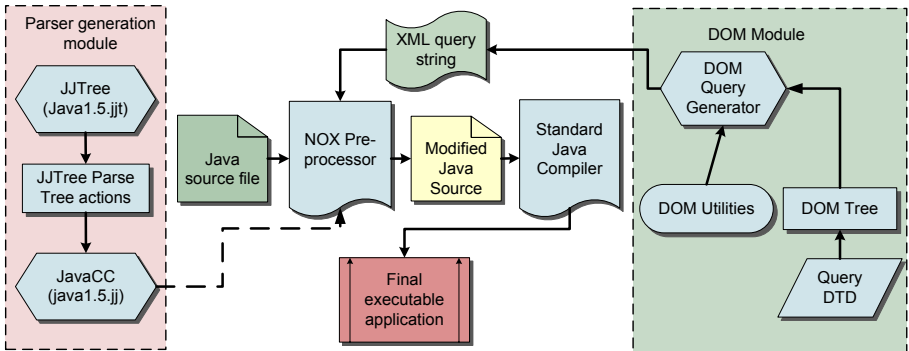 Parser generation
module
JJTree
(Java1.5.jjt)
JJTree Parse
Tree actions
JavaCC
(java1.5.jj)
XML query
string
Java
source file
NOX Pre-
processor
Modified
Java
Source
Standard
Java
Compiler
Final
executable
application
DOM Module
DOM
Query
Generator
DOM Utilities
DOM Tree
Query
DTD